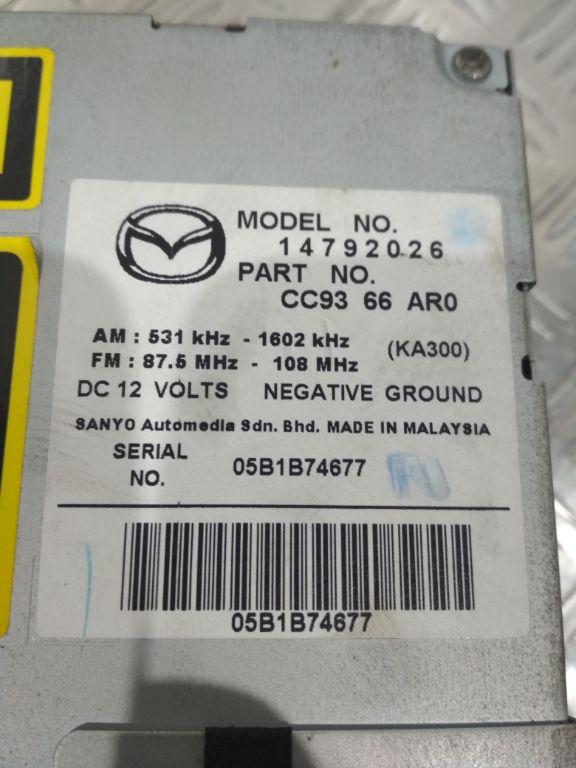 MODEL NO.
14792026
PART NO.
CC93 66 AR0
AM : 531 kHz - 1602 kHz
FM : 87.5 MHz - 108 MHz
(KA300)
DC 12 VOLTS NEGATIVE GROUND
SANYO Automedia Sdn. Bhd. MADE IN MALAYSIA
SERIAL
NO.
05B1B74677
05B1B74677